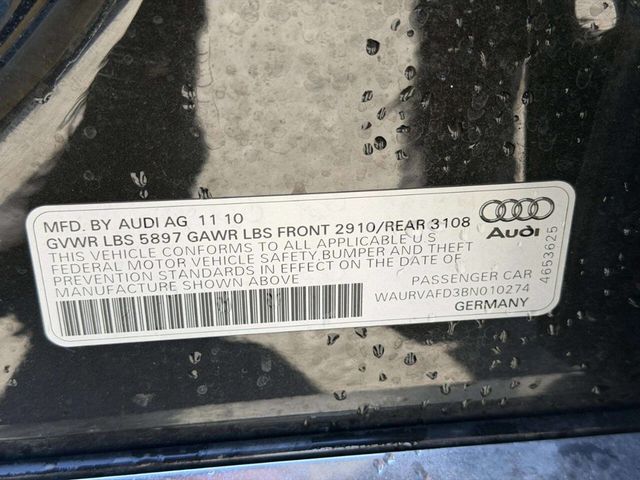 MFD. BY AUDI AG 11 10
GVWR LBS 5897 GAWR LBS FRONT 2910/REAR 3108
THIS VEHICLE CONFORMS TO ALL APPLICABLE U S
FEDERAL MOTOR VEHICLE SAFETY, BUMPER AND THEFT
PREVENTION STANDARDS IN EFFECT ON THE DATE OF
MANUFACTURE SHOWN ABOVE
PASSENGER CAR
WAURVAFD3BN010274
GERMANY
Audi
4653625